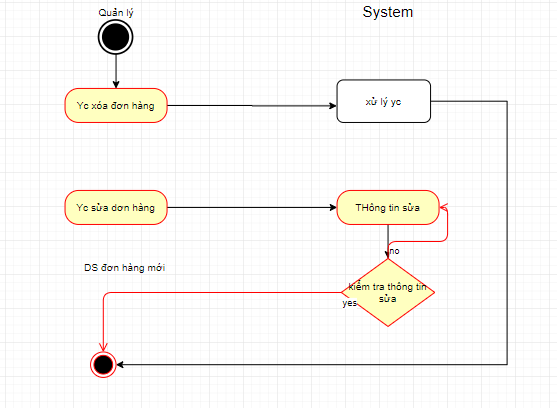 Quản lý
System
Yc xóa đơn hàng
xử lý yc
Yc sửa dơn hàng
THông tin sửa
no
DS đơn hàng mới
kiểm tra thông tin
sửa
yes